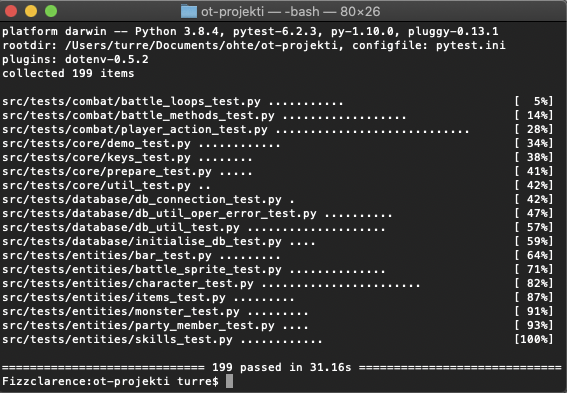 ot-projekti — -bash — 80×26
platform darwin -- Python 3.8.4, pytest-6.2.3, py-1.10.0, pluggy-0.13.1
rootdir: /Users/turre/Documents/ohte/ot-projekti, configfile: pytest.ini
plugins: dotenv-0.5.2
collected 199 items
src/tests/combat/battle_loops_test.py ........... [  5%]
src/tests/combat/battle_methods_test.py .................. [ 14%]
src/tests/combat/player_action_test.py ............................ [ 28%]
src/tests/core/demo_test.py ............ [ 34%]
src/tests/core/keys_test.py ........ [ 38%]
src/tests/core/prepare_test.py ..... [ 41%]
src/tests/core/util_test.py .. [ 42%]
src/tests/database/db_connection_test.py . [ 42%]
src/tests/database/db_util_oper_error_test.py .......... [ 47%]
src/tests/database/db_util_test.py .................... [ 57%]
src/tests/database/initialise_db_test.py .... [ 59%]
src/tests/entities/bar_test.py ......... [ 64%]
src/tests/entities/battle_sprite_test.py .............. [ 71%]
src/tests/entities/character_test.py ....................... [ 82%]
src/tests/entities/items_test.py ......... [ 87%]
src/tests/entities/monster_test.py ......... [ 91%]
src/tests/entities/party_member_test.py .... [ 93%]
src/tests/entities/skills_test.py ............ [100%]
============================= 199 passed in 31.16s =============================
Fizzclarence:ot-projekti turre$